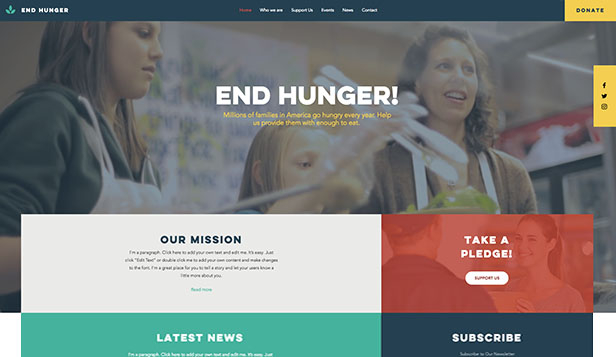 END HUNGER
Home Who we are Support Us Events News Contact
DONATE
END HUNGER!
Millions of families in America go hungry every year. Help
us provide them with enough to eat.
OUR MISSION
I'm a paragraph. Click here to add your own text and edit me. It's easy. Just
click "Edit Text" or double click me to add your own content and make changes
to the font. I'm a great place for you to tell a story and let your users know a
little more about you.
Read more
TAKE A
PLEDGE!
SUPPORT US
LATEST NEWS
I'm a paragraph. Click here to add your own text and edit me. It's easy. Just
SUBSCRIBE
Subscribe to Our Newsletter